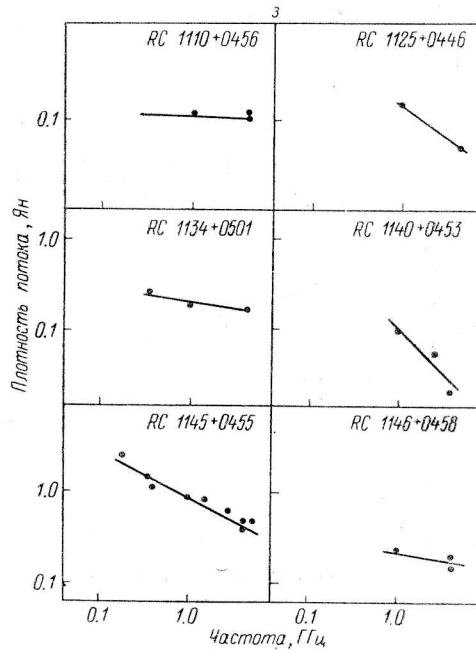 3
RC 1110+0456
RC 1125+0446
0.1
RC 1134+0501
RC 1140+0453
1.0
0.1
RC 1145+0455
RC 1146+0458
1.0
0.1
0.1 1.0 0.1 1.0
Плотность потока, Ян
Частота, ГГц